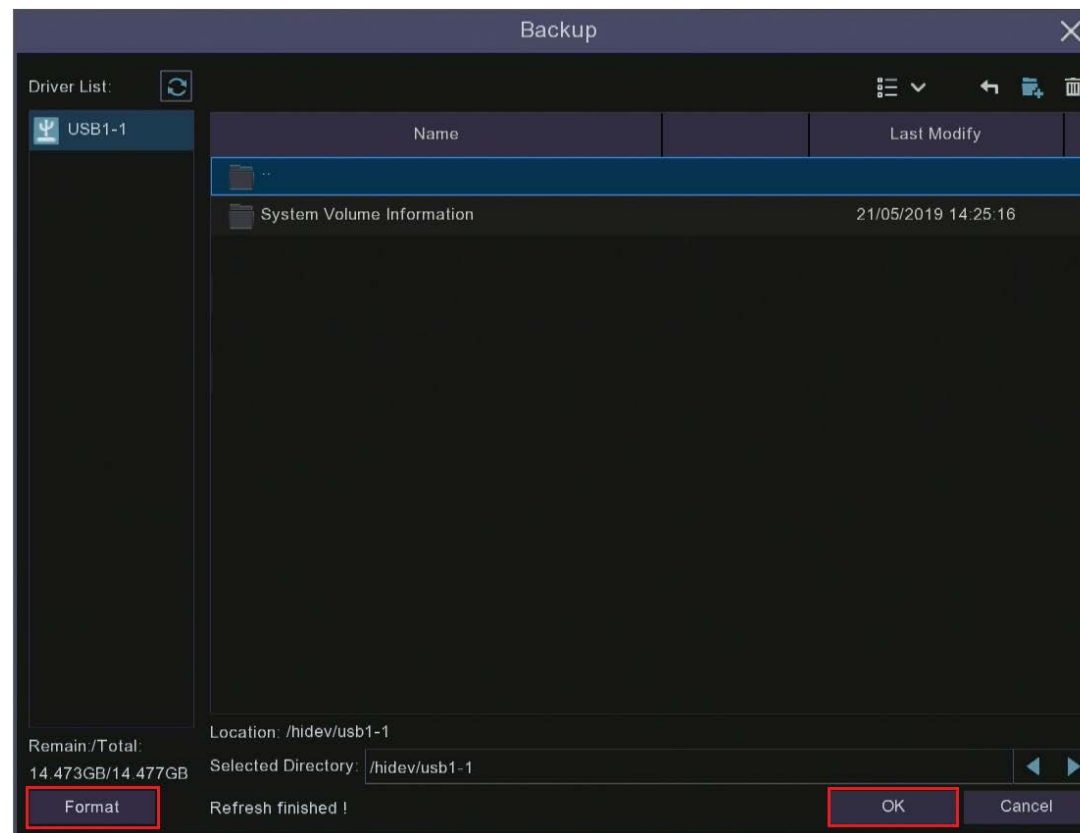 Backup
Driver List:
USB1-1
Name
Last Modify
..
System Volume Information 21/05/2019 14:25:16
Location: /hidev/usb1-1
Remain:/Total:
14.473GB/14.477GB
Selected Directory: /hidev/usb1-1
Format
Refresh finished !
OK
Cancel